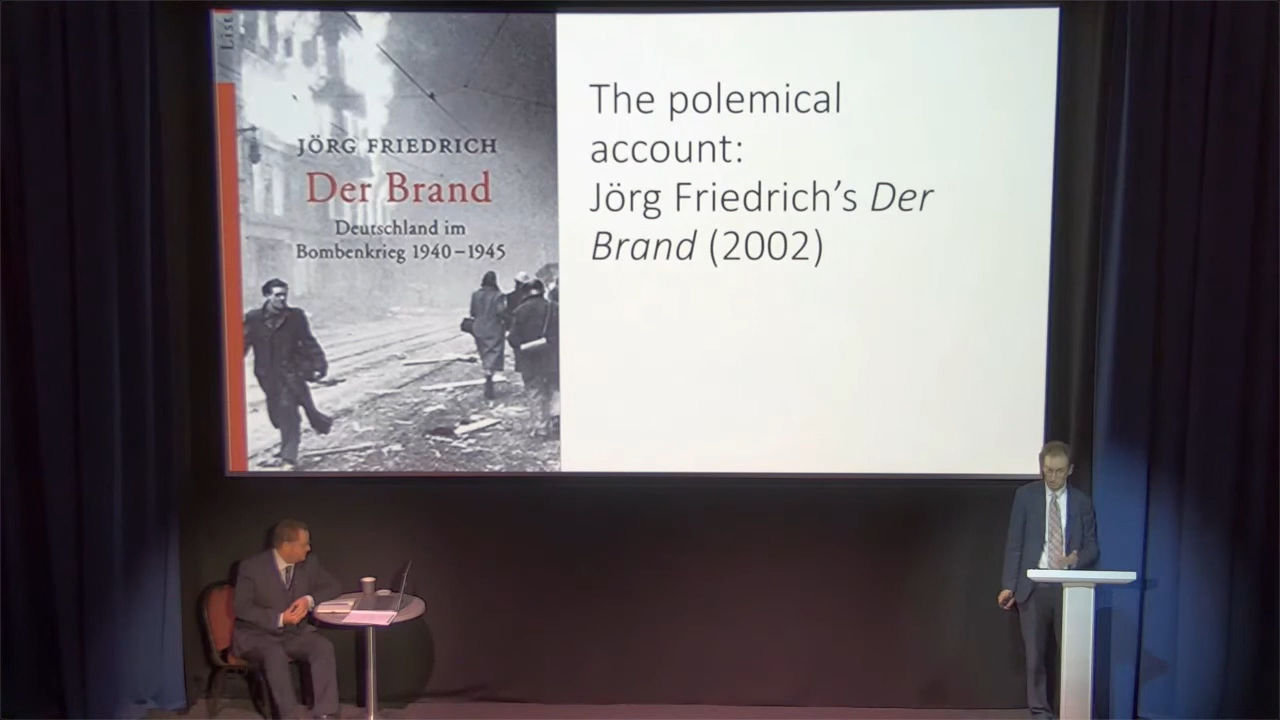 List
JÖRG FRIEDRICH
Der Brand
Deutschland im
Bombenkrieg 1940–1945
The polemical
account:
Jörg Friedrich’s Der
Brand (2002)